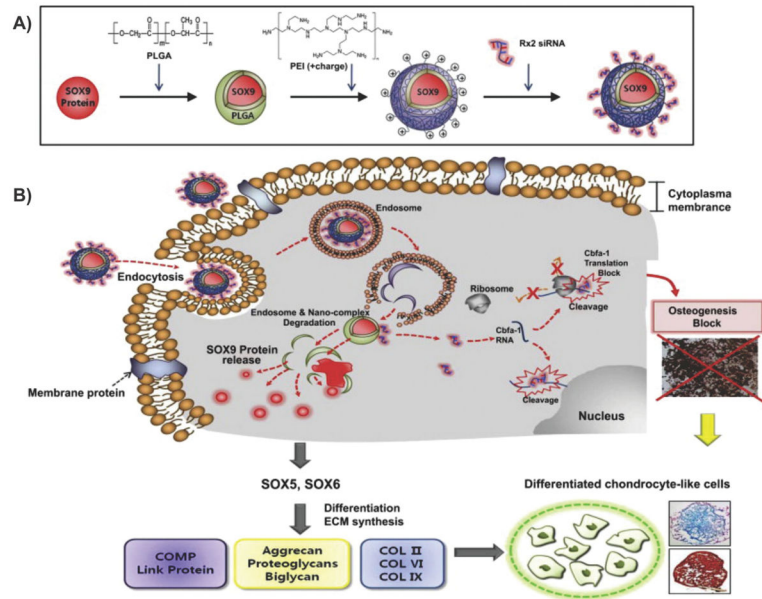 A)
PLGA
PEI (+charge)
Rx2 siRNA
SOX9
Protein
SOX9
PLGA
SOX9
SOX9
B)
Cytoplasma
membrance
Endosome
Endocytosis
Ribosome
Cbfa-1
Translation
Block
Cleavage
Endosome & Nano-complex
Degradation
Cbfa-1
RNA
SOX9 Protein
release
Cleavage
Membrane protein
Nucleus
Osteogenesis
Block
SOX5, SOX6
Differentiation
ECM synthesis
Differentiated chondrocyte-like cells
COMP
Link Protein
Aggrecan
Proteoglycans
Biglycan
COL II
COL VI
COL IX